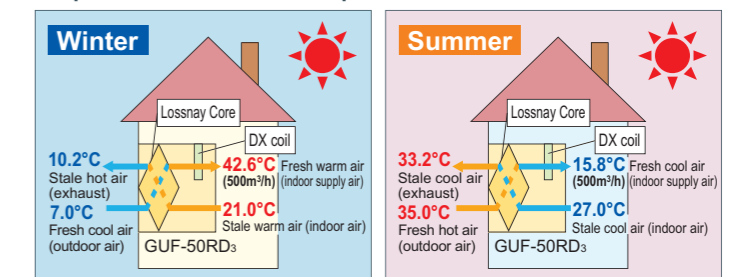 Winter
Lossnay Core
DX coil
10.2°C
Stale hot air
(exhaust)
42.6°C Fresh warm air
(500m³/h) (indoor supply air)
7.0°C
Fresh cool air
(outdoor air)
21.0°C
Stale warm air (indoor air)
GUF-50RD3
Summer
Lossnay Core
DX coil
33.2°C
Stale cool air
(exhaust)
15.8°C Fresh cool air
(500m³/h) (indoor supply air)
35.0°C
Fresh hot air
(outdoor air)
27.0°C
Stale cool air (indoor air)
GUF-50RD3